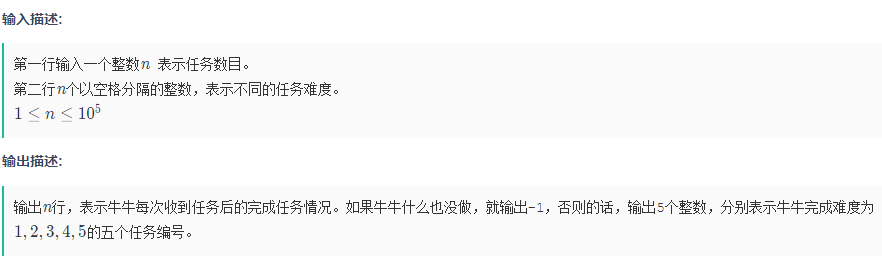 输入描述:
第一行输入一个整数n 表示任务数目。
第二行n个以空格分隔的整数，表示不同的任务难度。
1 ≤ n ≤ 10⁵
输出描述:
输出n行，表示牛牛每次收到任务后的完成任务情况。如果牛牛什么也没做，就输出-1，否则的话，输出5个整数，分别表示牛牛完成难度为
1, 2, 3, 4, 5的五个任务编号。